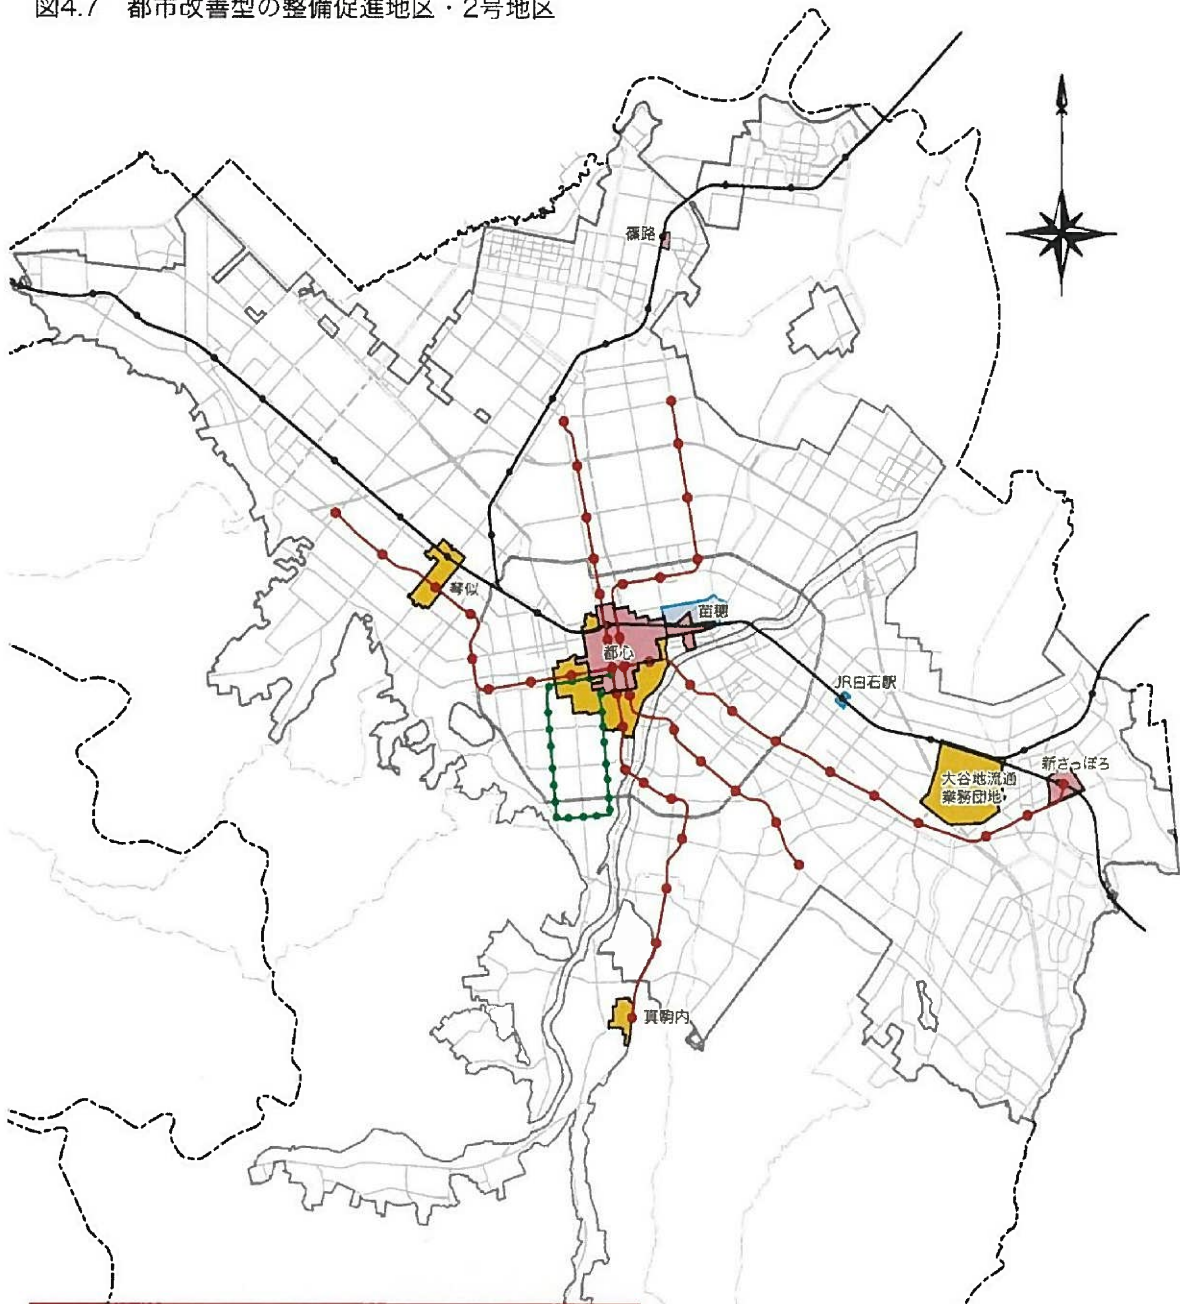 図4.7 都市改善型の整備促進地区・2号地区
篠路
琴似
苗穂
都心
JR白石駅
新さっぽろ
大谷地流通
業務団地
真駒内